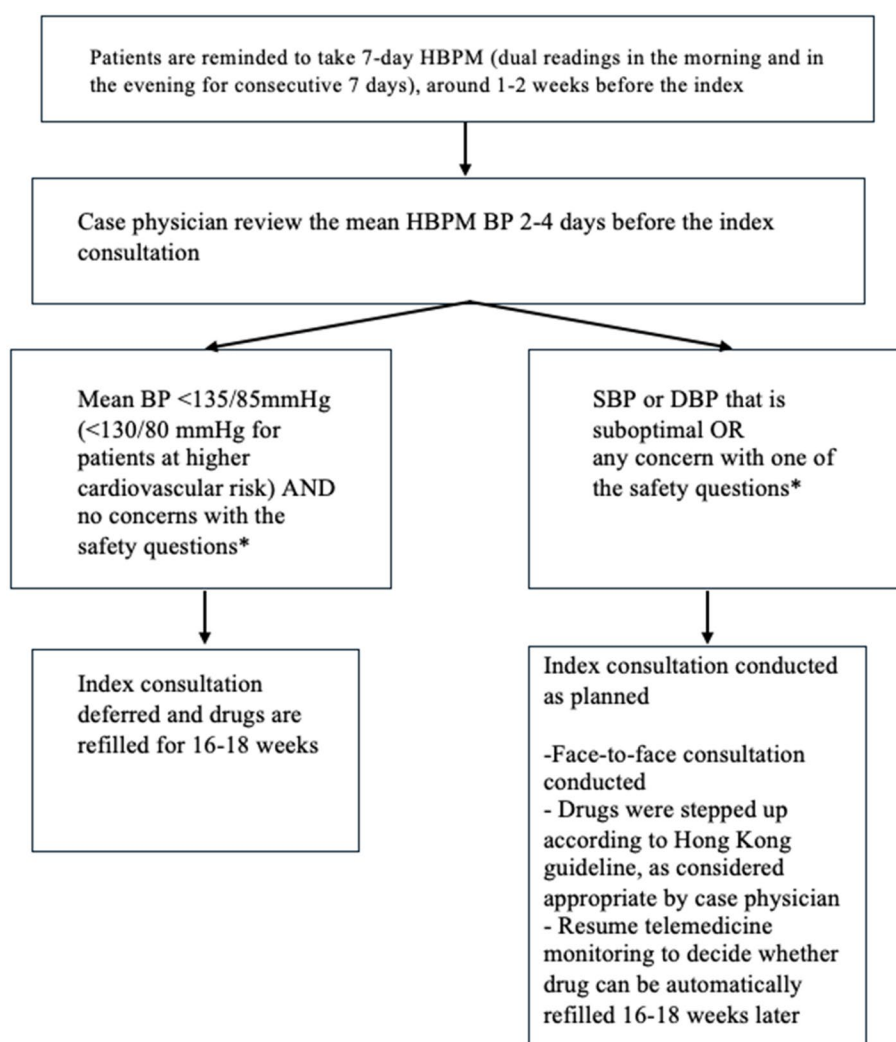 Patients are reminded to take 7-day HBPM (dual readings in the morning and in
the evening for consecutive 7 days), around 1-2 weeks before the index
Case physician review the mean HBPM BP 2-4 days before the index
consultation
Mean BP <135/85mmHg
(<130/80 mmHg for
patients at higher
cardiovascular risk) AND
no concerns with the
safety questions*
SBP or DBP that is
suboptimal OR
any concern with one of
the safety questions*
Index consultation
deferred and drugs are
refilled for 16-18 weeks
Index consultation conducted
as planned
-Face-to-face consultation
conducted
- Drugs were stepped up
according to Hong Kong
guideline, as considered
appropriate by case physician
- Resume telemedicine
monitoring to decide whether
drug can be automatically
refilled 16-18 weeks later